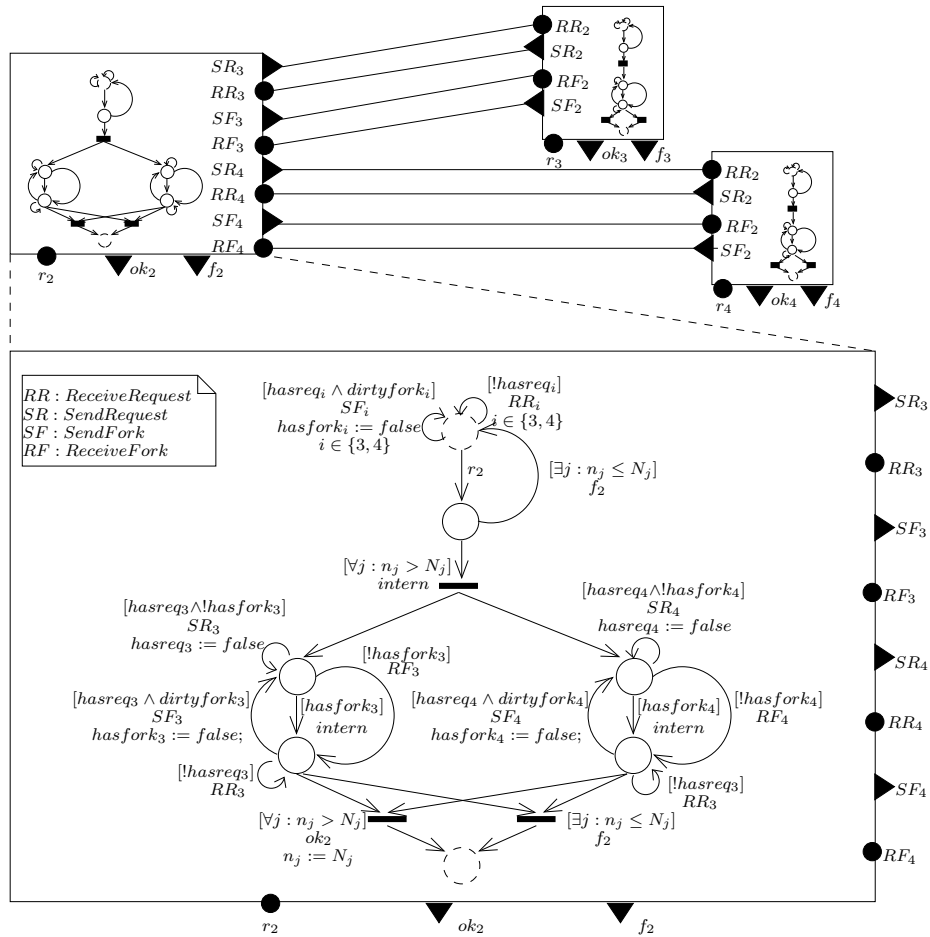 RR₂
SR₂
RF₂
SF₂
r₃ ok₃ f₃
SR₃
RR₃
SF₃
RF₃
SR₄
RR₄
SF₄
RF₄
r₂ ok₂ f₂
RR₂
SR₂
RF₂
SF₂
r₄ ok₄ f₄
RR : ReceiveRequest
SR : SendRequest
SF : SendFork
RF : ReceiveFork
[hasreqᵢ ∧ dirtyforkᵢ]
SFᵢ
hasforkᵢ := false
i ∈ {3, 4}
[!hasreqᵢ]
RRᵢ
i ∈ {3, 4}
r₂
[∃j : nⱼ ≤ Nⱼ]
f₂
[∀j : nⱼ > Nⱼ]
intern
[hasreq₃∧!hasfork₃]
SR₃
hasreq₃ := false
[!hasfork₃]
RF₃
[hasreq₃ ∧ dirtyfork₃]
SF₃
hasfork₃ := false;
[hasfork₃]
intern
[!hasreq₃]
RR₃
[hasreq₄∧!hasfork₄]
SR₄
hasreq₄ := false
[hasreq₄ ∧ dirtyfork₄]
SF₄
hasfork₄ := false;
[hasfork₄]
intern
[!hasfork₄]
RF₄
[!hasreq₃]
RR₃
[∀j : nⱼ > Nⱼ]
ok₂
nⱼ := Nⱼ
[∃j : nⱼ ≤ Nⱼ]
f₂
SR₃
RR₃
SF₃
RF₃
SR₄
RR₄
SF₄
RF₄
r₂ ok₂ f₂